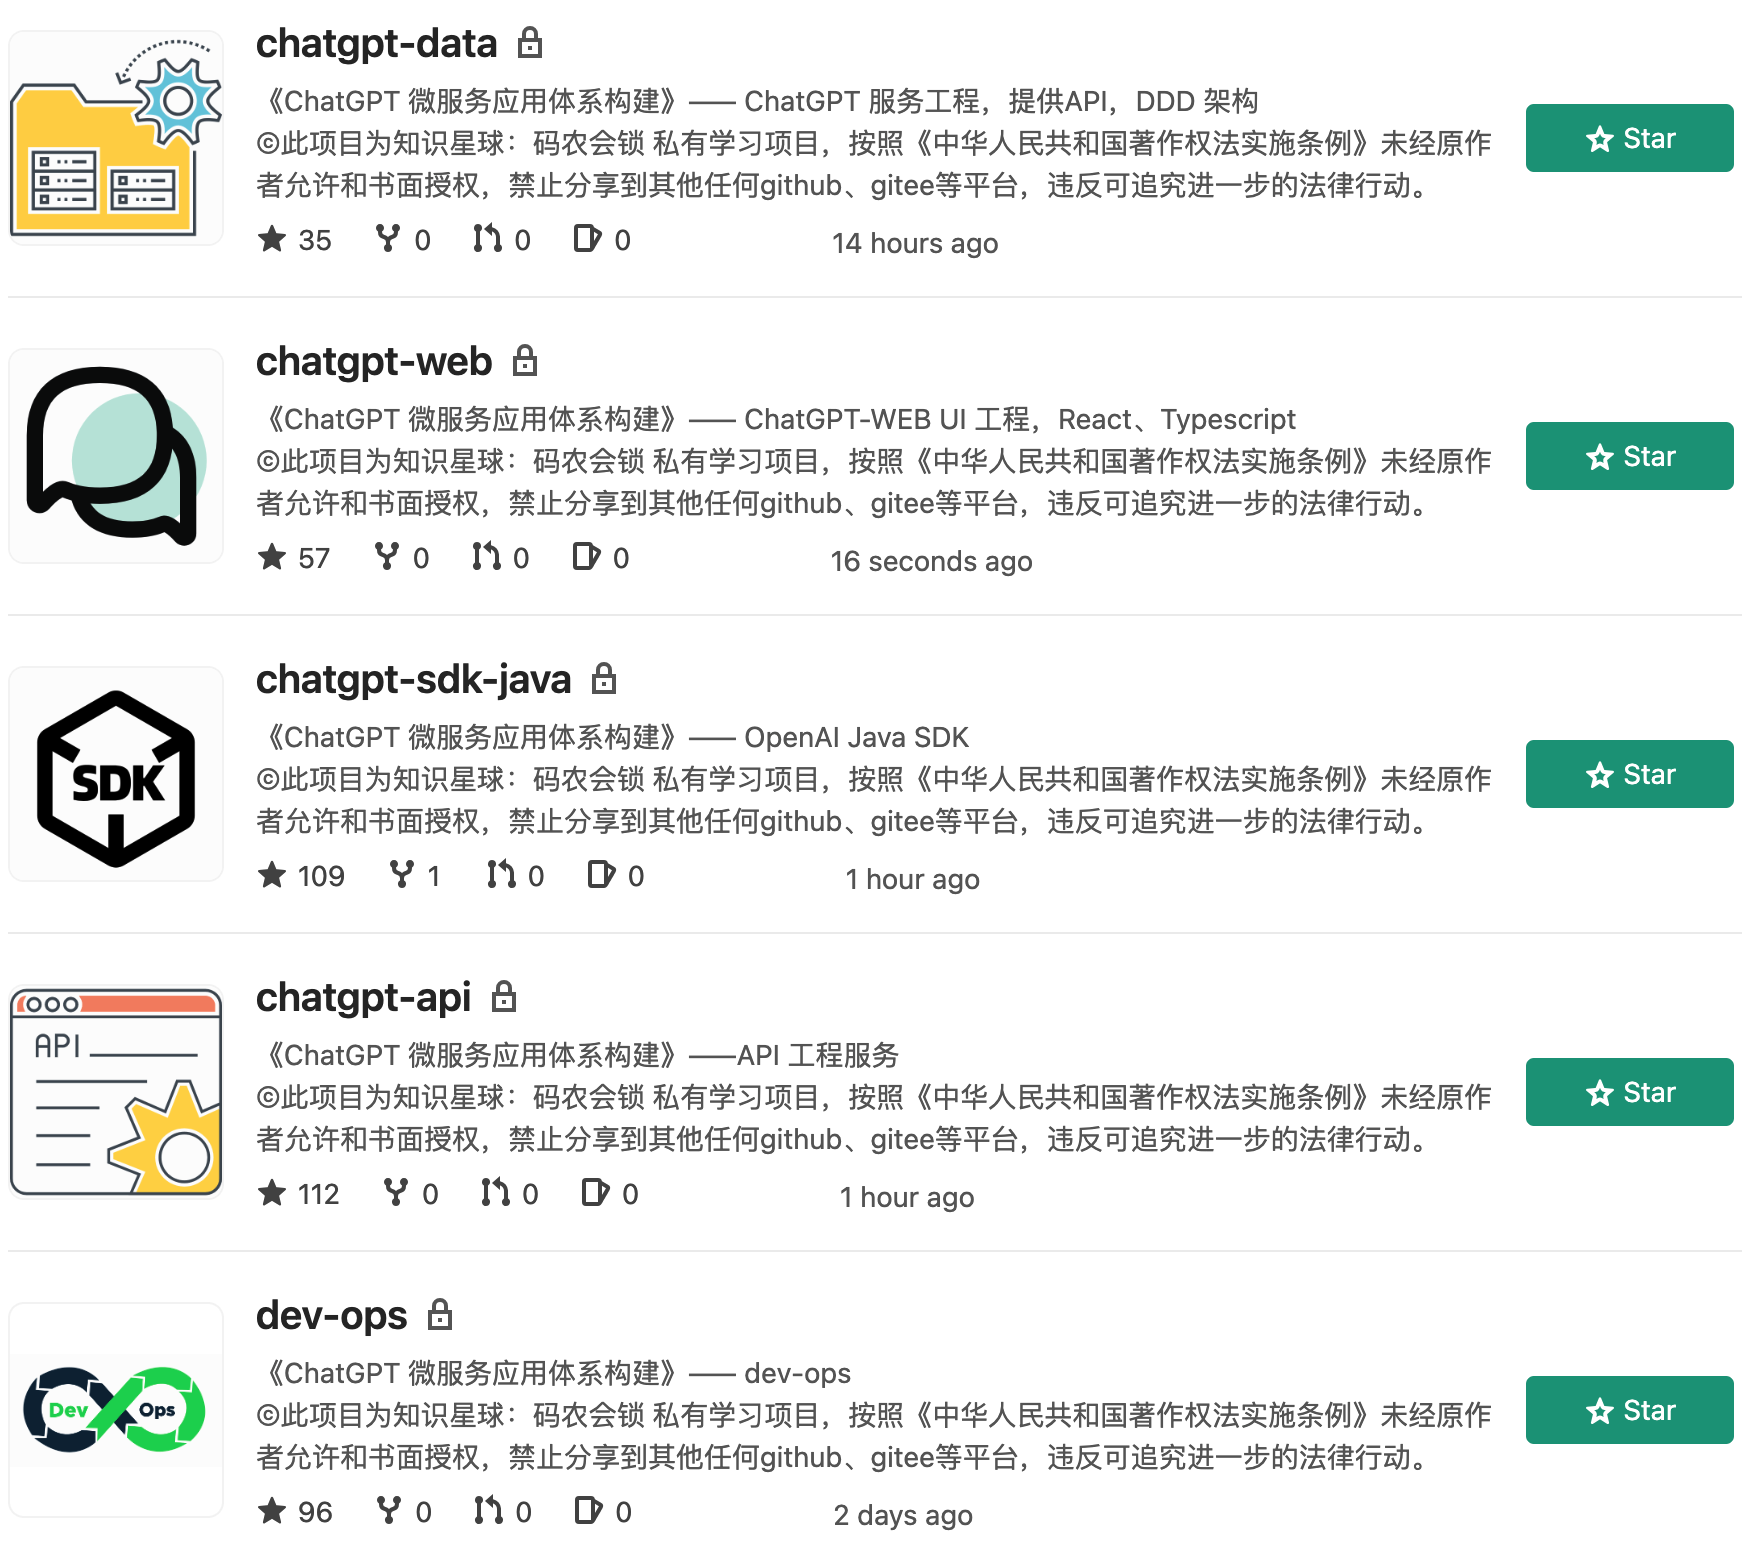 chatgpt-data
《ChatGPT 微服务应用体系构建》—— ChatGPT 服务工程，提供API，DDD 架构
©此项目为知识星球：码农会锁 私有学习项目，按照《中华人民共和国著作权法实施条例》未经原作
者允许和书面授权，禁止分享到其他任何github、gitee等平台，违反可追究进一步的法律行动。
35 0 0 0 14 hours ago
Star
chatgpt-web
《ChatGPT 微服务应用体系构建》—— ChatGPT-WEB UI 工程，React、Typescript
©此项目为知识星球：码农会锁 私有学习项目，按照《中华人民共和国著作权法实施条例》未经原作
者允许和书面授权，禁止分享到其他任何github、gitee等平台，违反可追究进一步的法律行动。
57 0 0 0 16 seconds ago
Star
SDK
chatgpt-sdk-java
《ChatGPT 微服务应用体系构建》—— OpenAI Java SDK
©此项目为知识星球：码农会锁 私有学习项目，按照《中华人民共和国著作权法实施条例》未经原作
者允许和书面授权，禁止分享到其他任何github、gitee等平台，违反可追究进一步的法律行动。
109 1 0 0 1 hour ago
Star
API
chatgpt-api
《ChatGPT 微服务应用体系构建》——API 工程服务
©此项目为知识星球：码农会锁 私有学习项目，按照《中华人民共和国著作权法实施条例》未经原作
者允许和书面授权，禁止分享到其他任何github、gitee等平台，违反可追究进一步的法律行动。
112 0 0 0 1 hour ago
Star
Dev Ops
dev-ops
《ChatGPT 微服务应用体系构建》—— dev-ops
©此项目为知识星球：码农会锁 私有学习项目，按照《中华人民共和国著作权法实施条例》未经原作
者允许和书面授权，禁止分享到其他任何github、gitee等平台，违反可追究进一步的法律行动。
96 0 0 0 2 days ago
Star